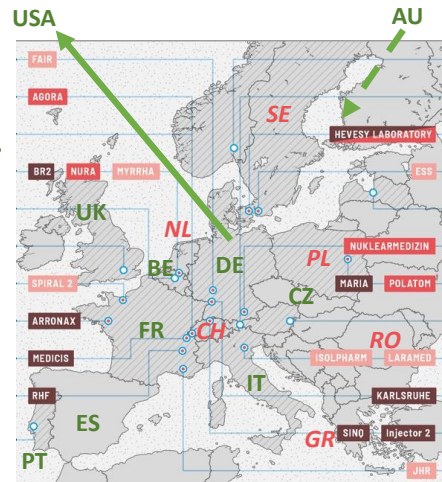 USA
AU
FAIR
AGORA
SE
HEVESY LABORATORY
BR2 NURA MYRRHA
ESS
UK
NL
NUKLEARMEDIZIN
BE
DE
PL
SPIRAL 2
MARIA POLATOM
CZ
ARRONAX
FR
CH
RO
MEDICIS
ISOLPHARM LARAMED
IT
RHF
KARLSRUHE
ES
GR
SINQ Injector 2
PT
JHR